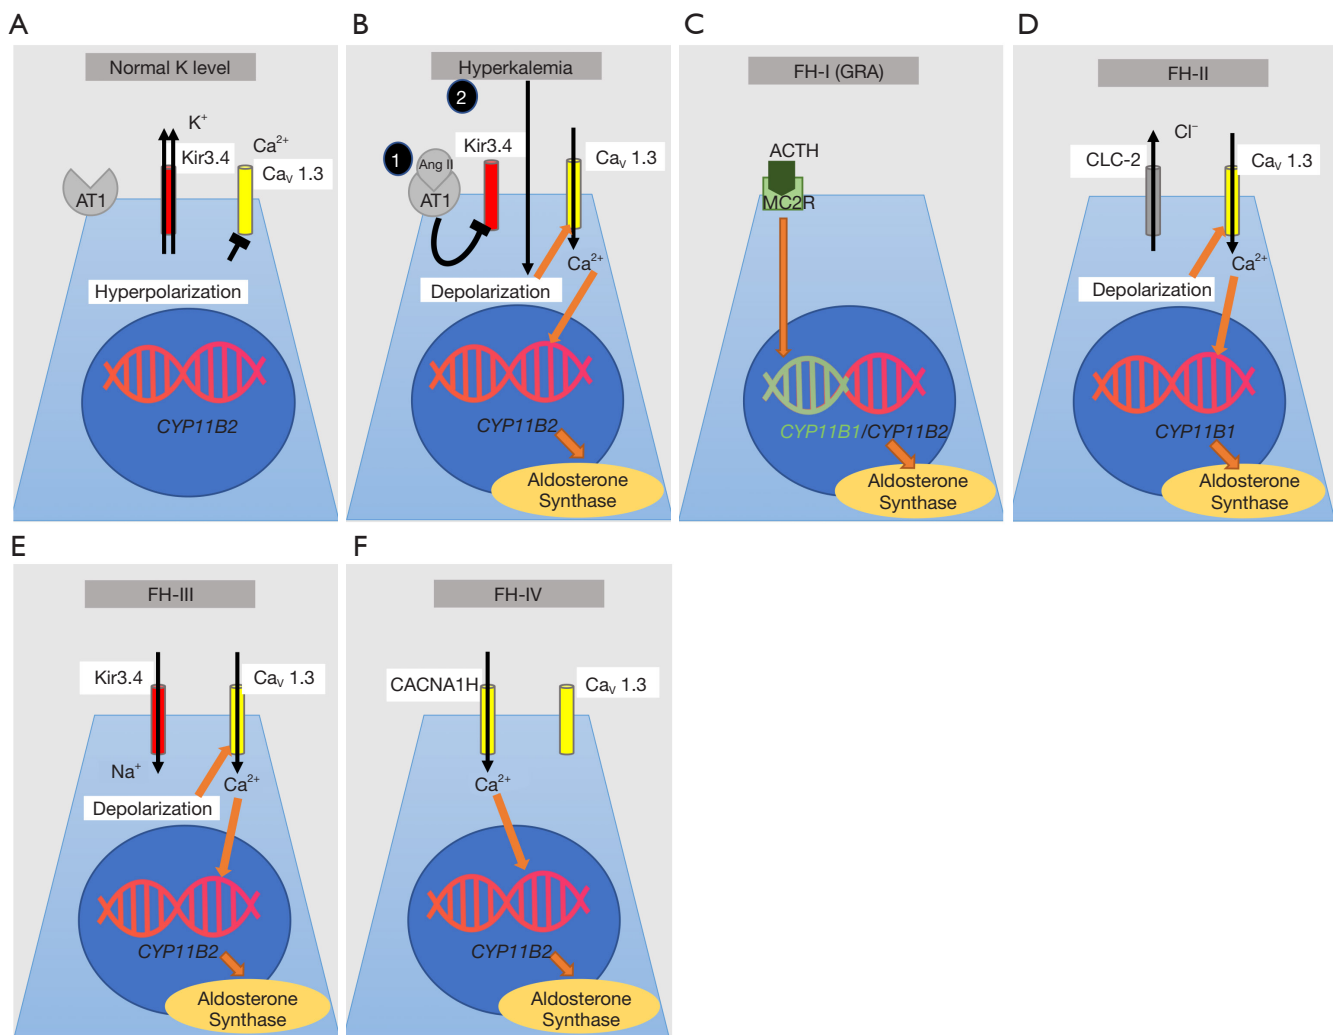 A
Normal K level
K⁺
Kir3.4
Ca²⁺
Caᵥ 1.3
AT1
Hyperpolarization
CYP11B2
B
Hyperkalemia
2
1
Ang II
AT1
Kir3.4
Caᵥ 1.3
Ca²⁺
Depolarization
CYP11B2
Aldosterone
Synthase
C
FH-I (GRA)
ACTH
MC2R
CYP11B1/CYP11B2
Aldosterone
Synthase
D
FH-II
Cl⁻
CLC-2
Caᵥ 1.3
Ca²⁺
Depolarization
CYP11B1
Aldosterone
Synthase
E
FH-III
Kir3.4
Caᵥ 1.3
Na⁺
Ca²⁺
Depolarization
CYP11B2
Aldosterone
Synthase
F
FH-IV
CACNA1H
Caᵥ 1.3
Ca²⁺
CYP11B2
Aldosterone
Synthase